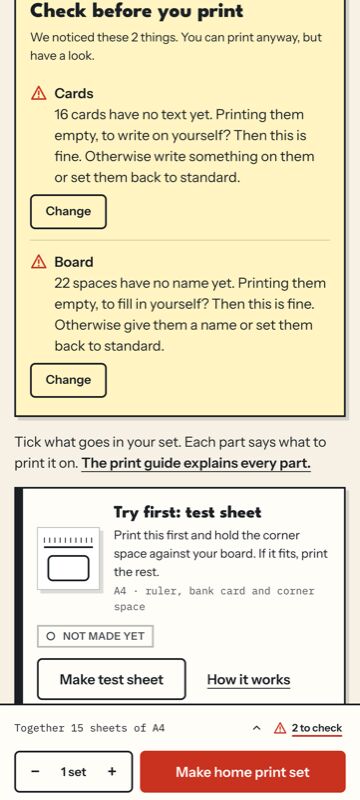 Check before you print
We noticed these 2 things. You can print anyway, but
have a look.
Cards
16 cards have no text yet. Printing them
empty, to write on yourself? Then this is
fine. Otherwise write something on them
or set them back to standard.
Change
Board
22 spaces have no name yet. Printing them
empty, to fill in yourself? Then this is fine.
Otherwise give them a name or set them
back to standard.
Change
Tick what goes in your set. Each part says what to
print it on. The print guide explains every part.
Try first: test sheet
Print this first and hold the corner
space against your board. If it fits, print
the rest.
A4 · ruler, bank card and corner
space
NOT MADE YET
Make test sheet How it works
Together 15 sheets of A4 2 to check
− 1 set + Make home print set